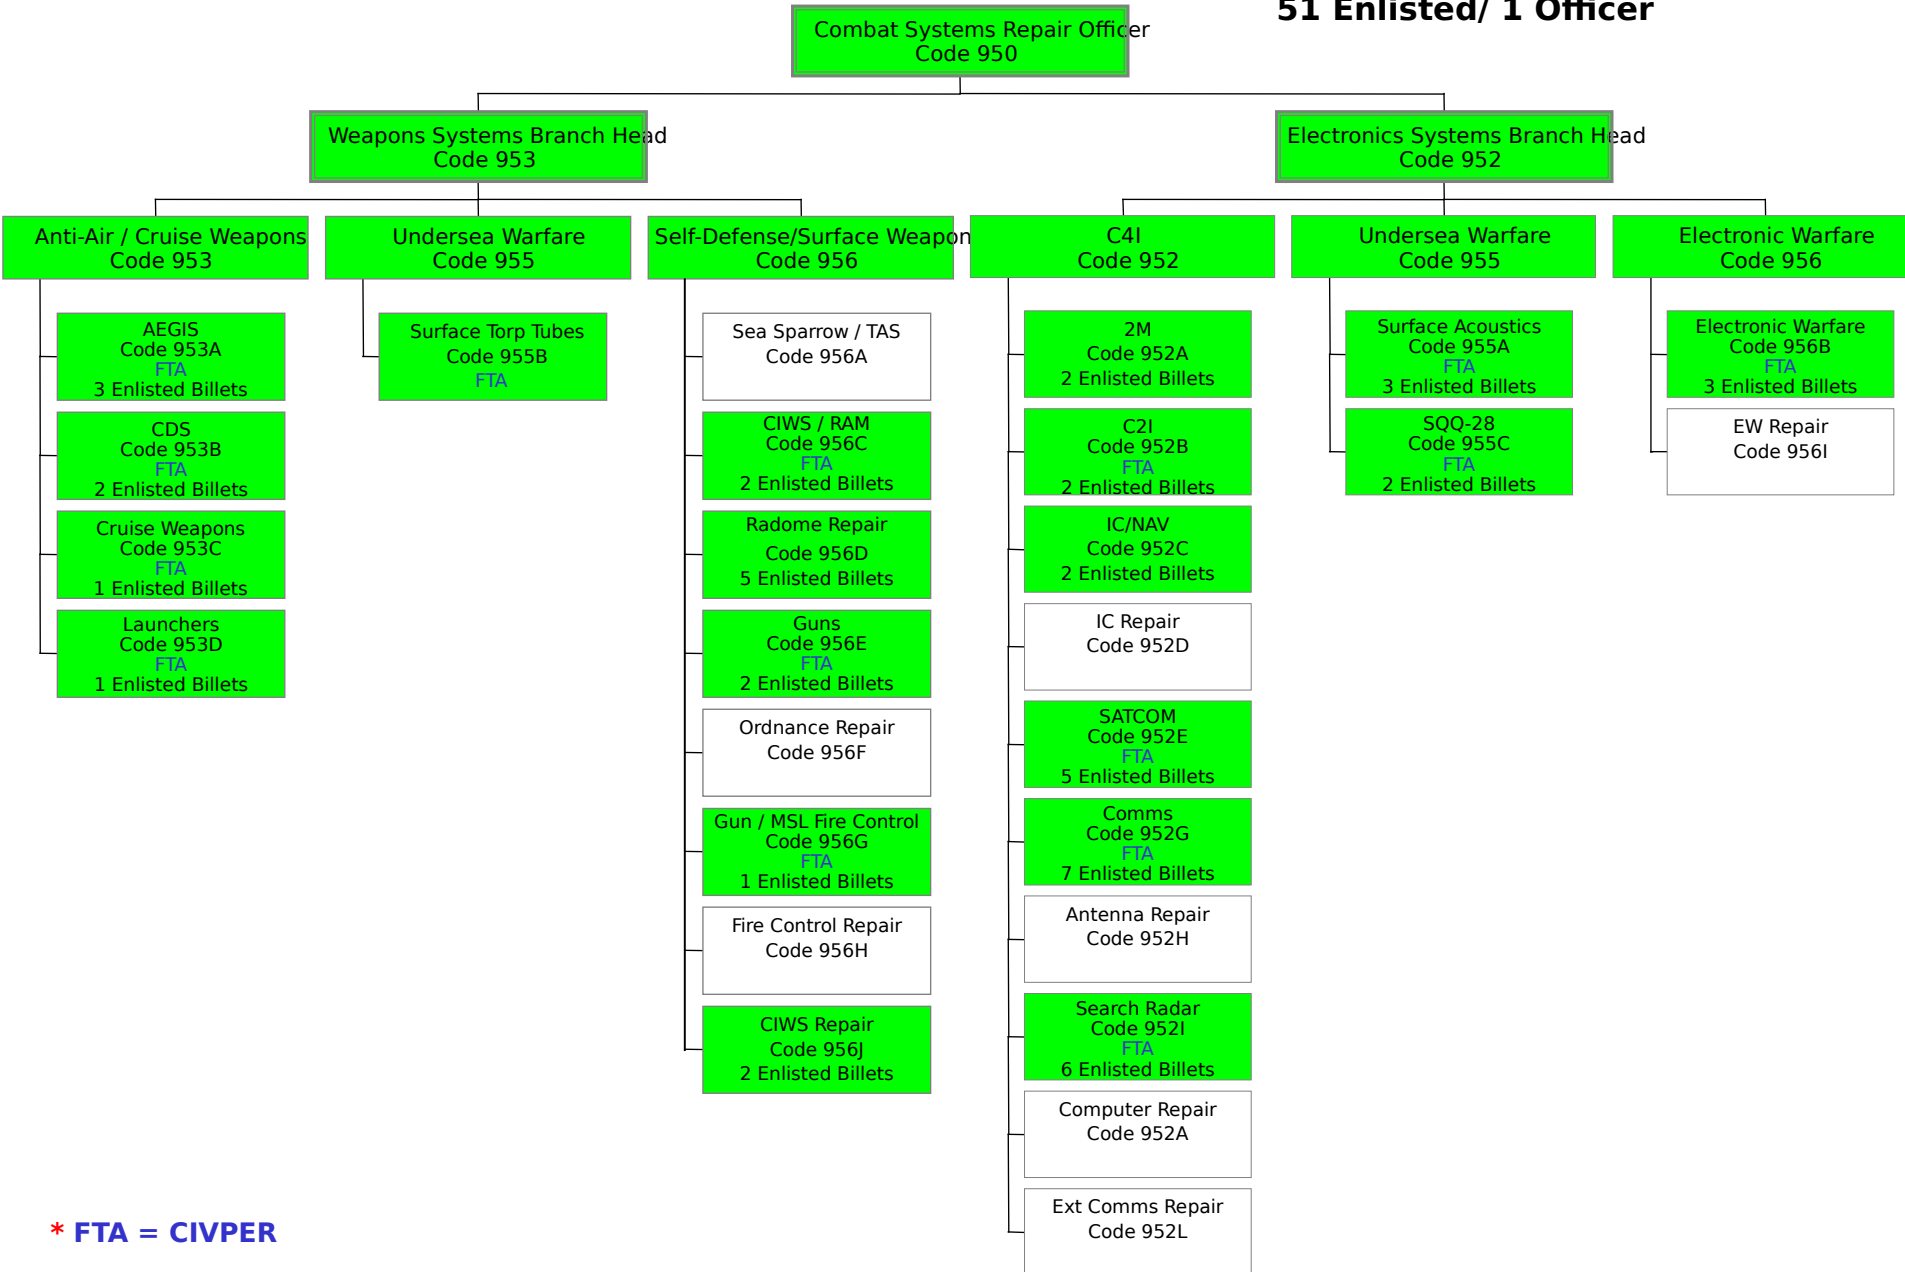 51 Enlisted/ 1 Officer
Combat Systems Repair Officer
Code 950
Weapons Systems Branch Head
Code 953
Electronics Systems Branch Head
Code 952
Anti-Air / Cruise Weapons
Code 953
Undersea Warfare
Code 955
Self-Defense/Surface Weapon
Code 956
C4I
Code 952
Undersea Warfare
Code 955
Electronic Warfare
Code 956
AEGIS
Code 953A
FTA
3 Enlisted Billets
CDS
Code 953B
FTA
2 Enlisted Billets
Cruise Weapons
Code 953C
FTA
1 Enlisted Billets
Launchers
Code 953D
FTA
1 Enlisted Billets
Surface Torp Tubes
Code 955B
FTA
Sea Sparrow / TAS
Code 956A
CIWS / RAM
Code 956C
FTA
2 Enlisted Billets
Radome Repair
Code 956D
5 Enlisted Billets
Guns
Code 956E
FTA
2 Enlisted Billets
Ordnance Repair
Code 956F
Gun / MSL Fire Control
Code 956G
FTA
1 Enlisted Billets
Fire Control Repair
Code 956H
CIWS Repair
Code 956J
2 Enlisted Billets
2M
Code 952A
2 Enlisted Billets
C2I
Code 952B
FTA
2 Enlisted Billets
IC/NAV
Code 952C
2 Enlisted Billets
IC Repair
Code 952D
SATCOM
Code 952E
FTA
5 Enlisted Billets
Comms
Code 952G
FTA
7 Enlisted Billets
Antenna Repair
Code 952H
Search Radar
Code 952I
FTA
6 Enlisted Billets
Computer Repair
Code 952A
Ext Comms Repair
Code 952L
Surface Acoustics
Code 955A
FTA
3 Enlisted Billets
SQQ-28
Code 955C
FTA
2 Enlisted Billets
Electronic Warfare
Code 956B
FTA
3 Enlisted Billets
EW Repair
Code 956I
* FTA = CIVPER